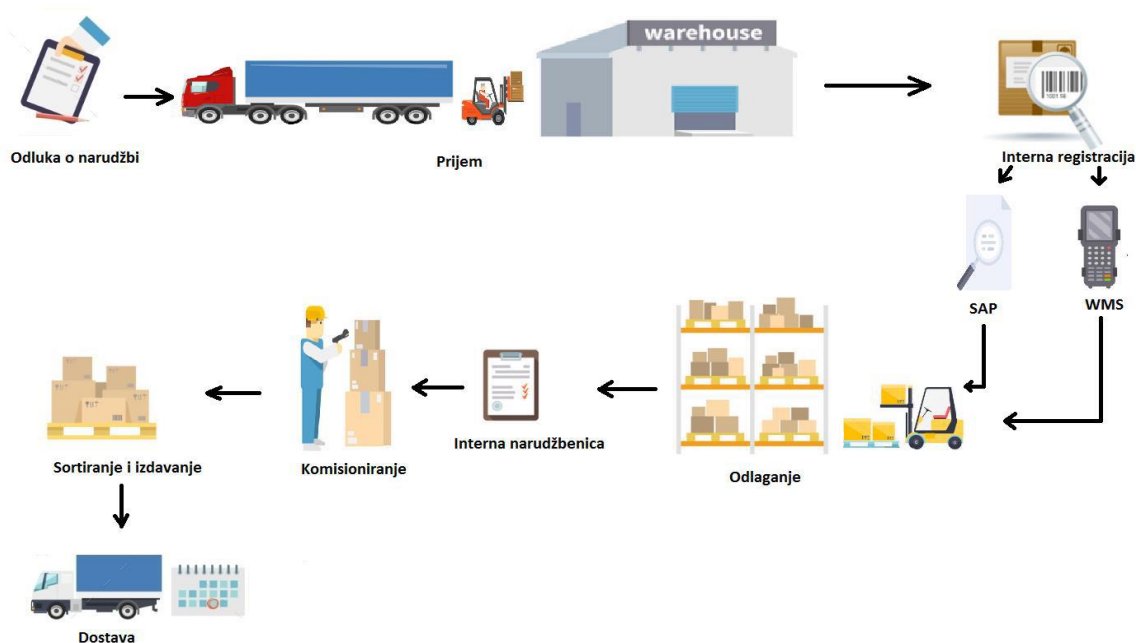 warehouse
Odluka o narudžbi
Prijem
Interna registracija
SAP
WMS
Odlaganje
Interna narudžbenica
Komisioniranje
Sortiranje i izdavanje
Dostava